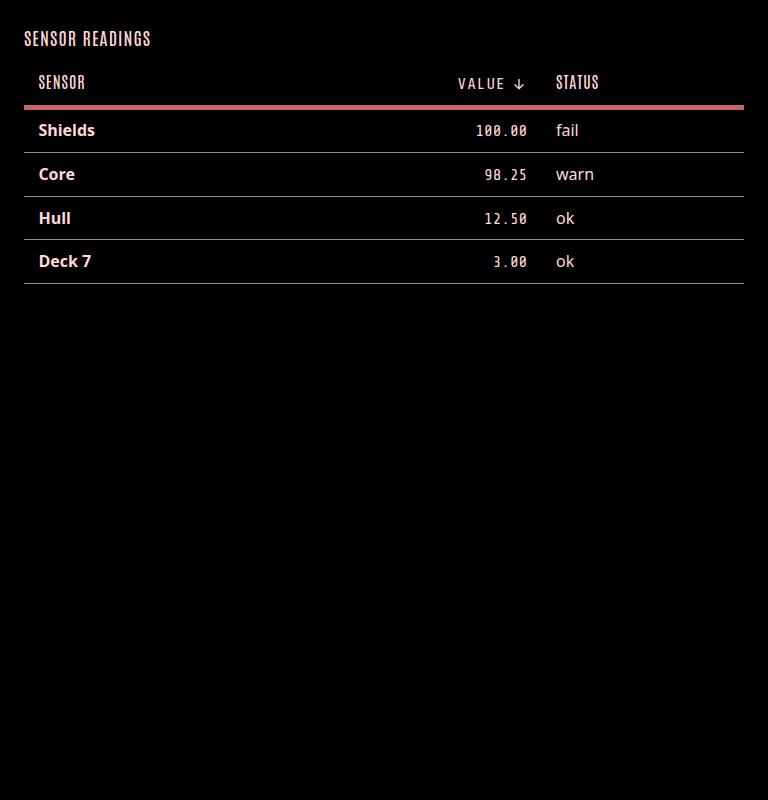 SENSOR READINGS
SENSOR VALUE ↓ STATUS
Shields 100.00 fail
Core 98.25 warn
Hull 12.50 ok
Deck 7 3.00 ok